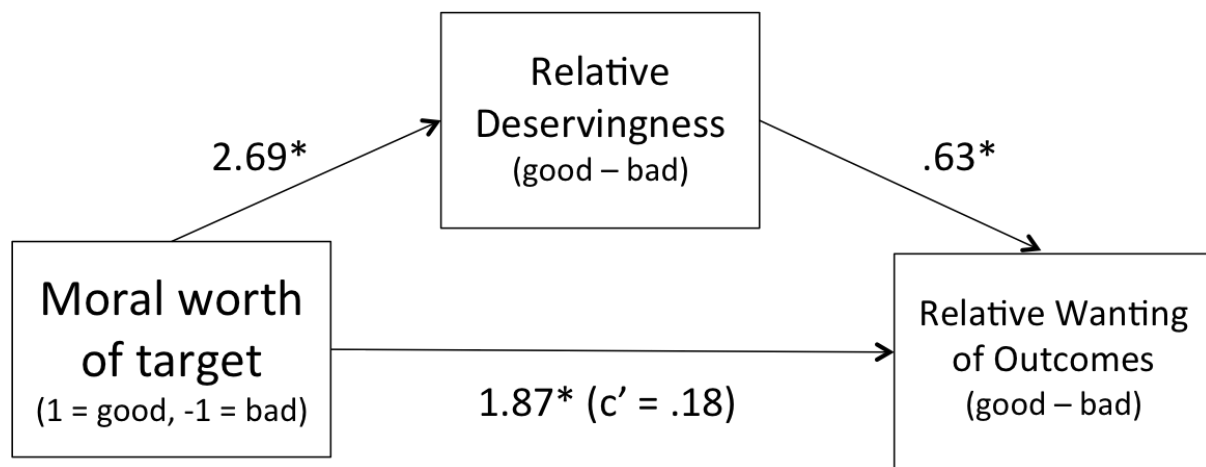 Relative
Deservingness
(good – bad)
2.69*
.63*
Moral worth
of target
(1 = good, -1 = bad)
1.87* (c’ = .18)
Relative Wanting
of Outcomes
(good – bad)